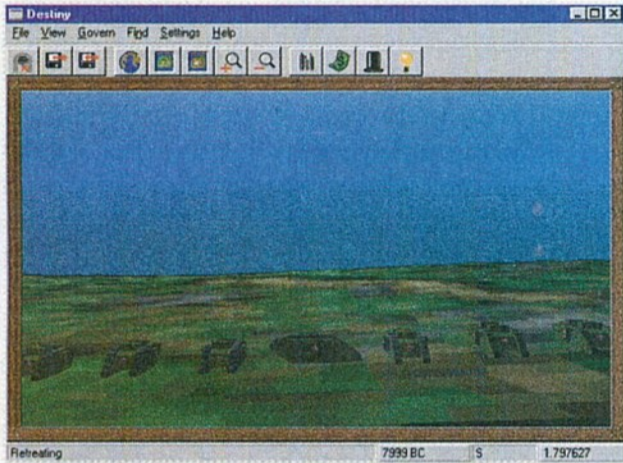 Destiny
File View Govern Find Settings Help
Retreating 7999 BC S 1.797627